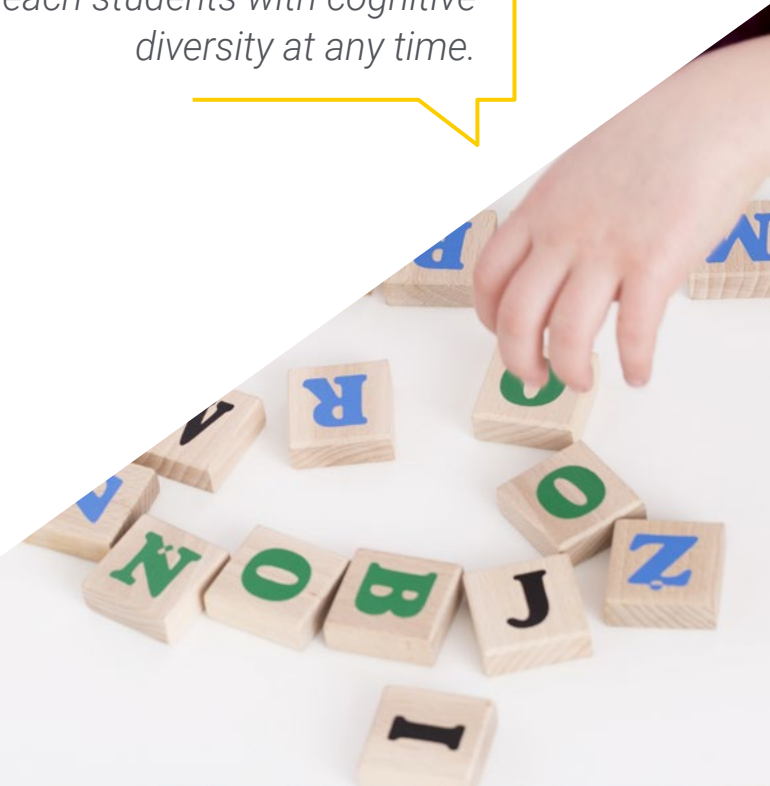 each students with cognitive
diversity at any time.
B
O
R
V
O
Ż
O
B
J
I